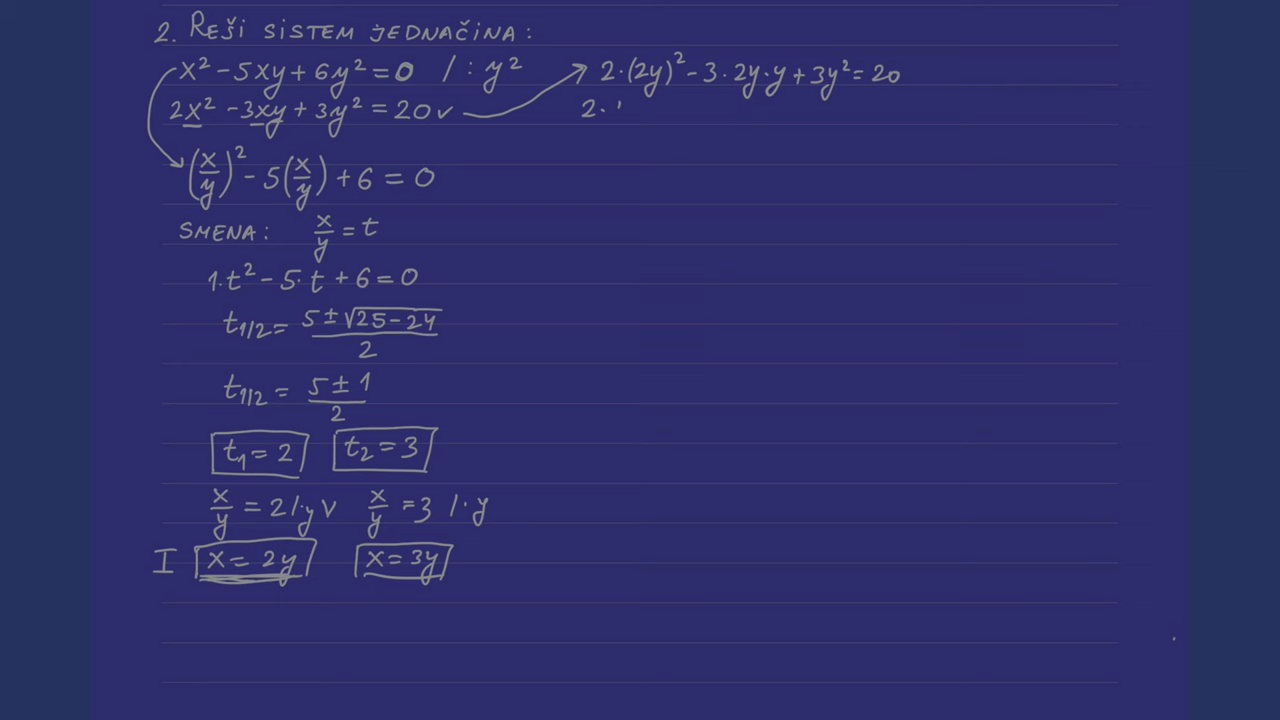 2. REŠI SISTEM JEDNAČINA:
x² - 5xy + 6y² = 0 / : y²
2x² - 3xy + 3y² = 20 v
(x/y)² - 5(x/y) + 6 = 0
SMENA: x/y = t
1·t² - 5·t + 6 = 0
t₁/₂ = (5 ± √25 - 24)/2
t₁/₂ = (5 ± 1)/2
t₁ = 2 t₂ = 3
x/y = 2 /·y v x/y = 3 /·y
I x = 2y x = 3y
2·(2y)² - 3·2y·y + 3y² = 20
2·